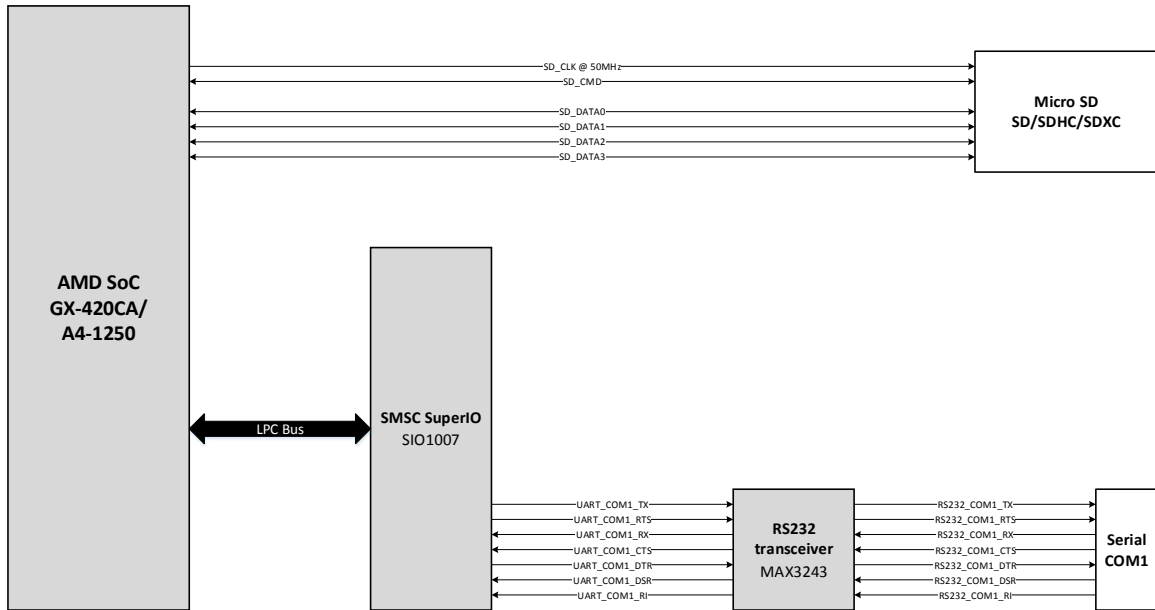 SD_CLK @ 50MHz
SD_CMD
SD_DATA0
SD_DATA1
SD_DATA2
SD_DATA3
Micro SD
SD/SDHC/SDXC
AMD SoC
GX-420CA/
A4-1250
LPC Bus
SMSC SuperIO
SIO1007
UART_COM1_TX
UART_COM1_RTS
UART_COM1_RX
UART_COM1_CTS
UART_COM1_DTR
UART_COM1_DSR
UART_COM1_RI
RS232
transceiver
MAX3243
RS232_COM1_TX
RS232_COM1_RTS
RS232_COM1_RX
RS232_COM1_CTS
RS232_COM1_DTR
RS232_COM1_DSR
RS232_COM1_RI
Serial
COM1